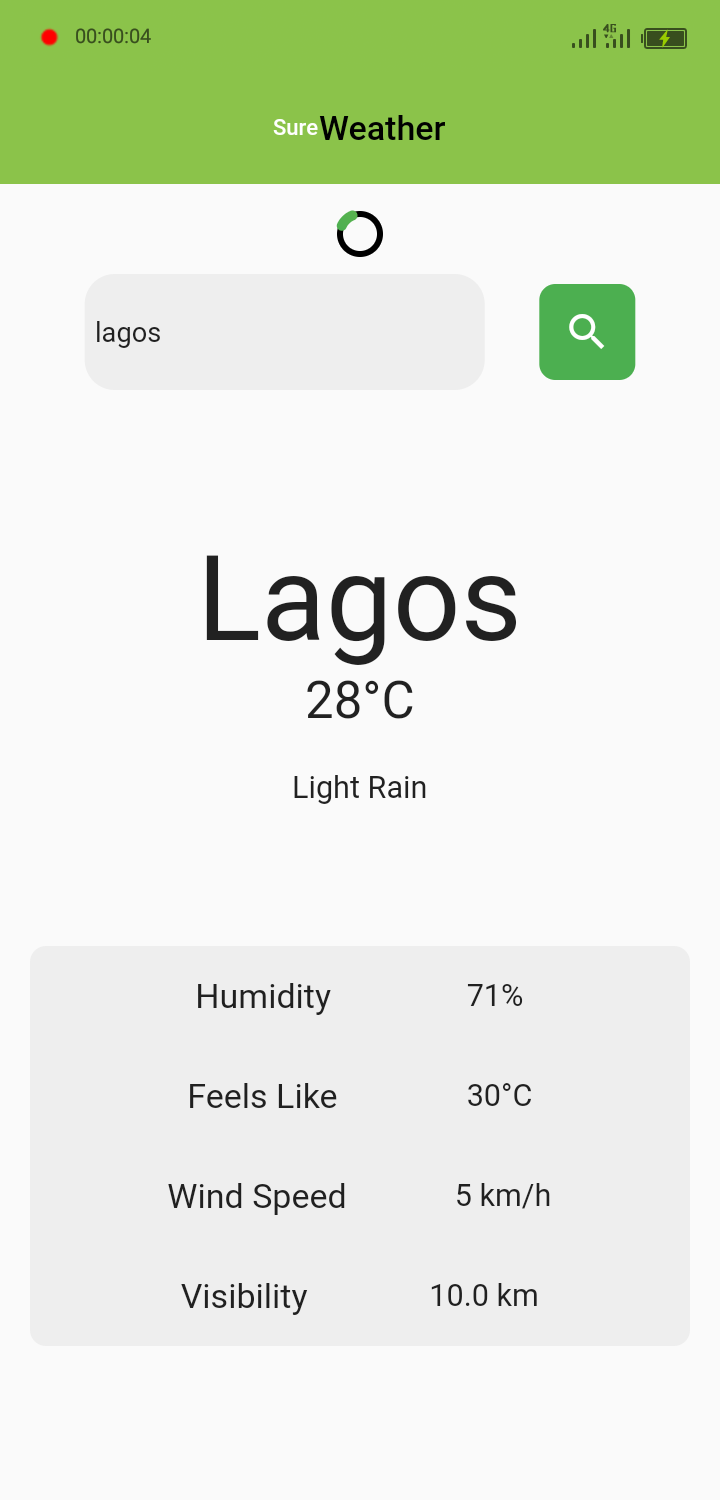 00:00:04 4G
SureWeather
lagos
Lagos
28°C
Light Rain
Humidity 71%
Feels Like 30°C
Wind Speed 5 km/h
Visibility 10.0 km